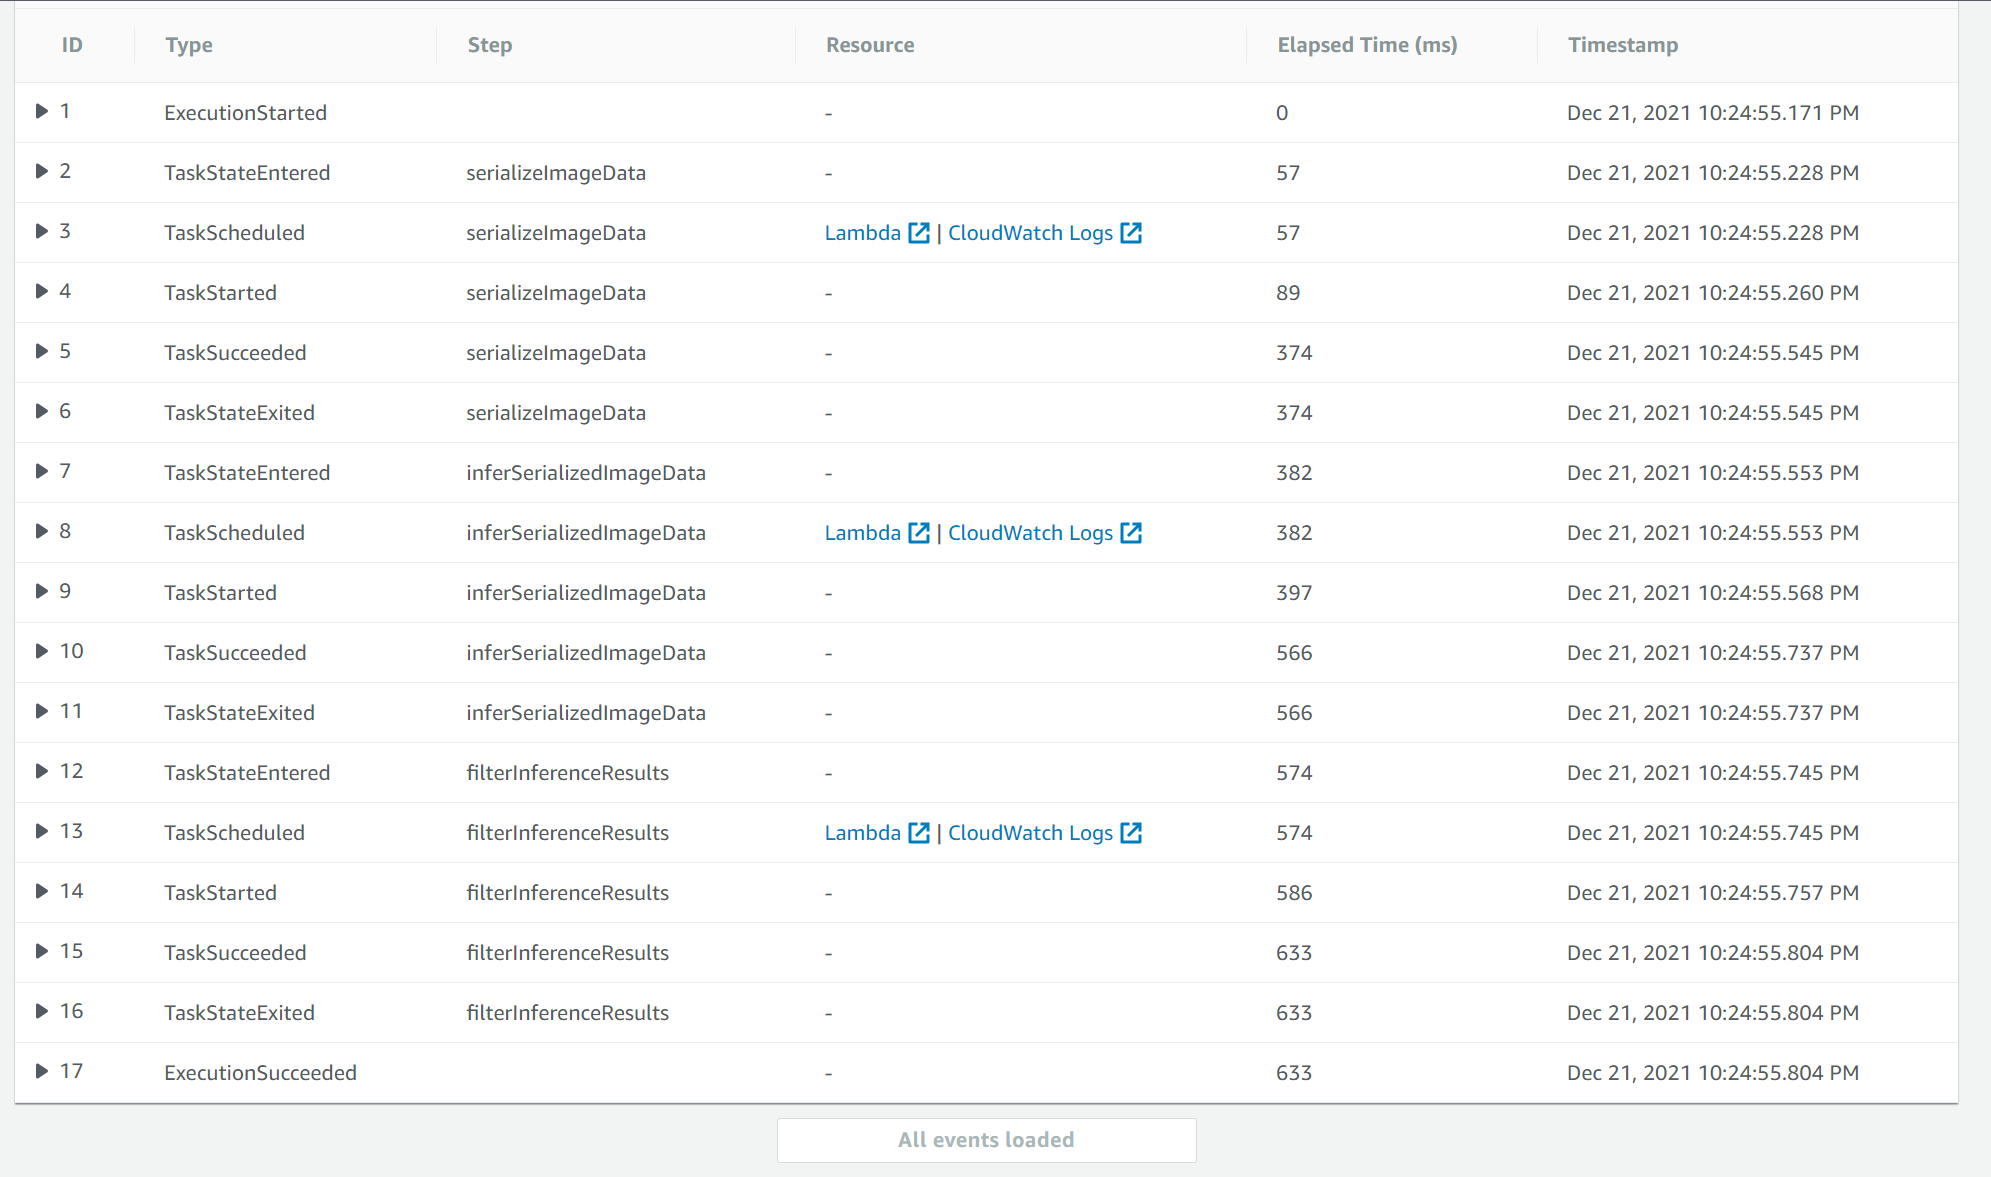 ID Type Step Resource Elapsed Time (ms) Timestamp
1 ExecutionStarted - 0 Dec 21, 2021 10:24:55.171 PM
2 TaskStateEntered serializeImageData - 57 Dec 21, 2021 10:24:55.228 PM
3 TaskScheduled serializeImageData Lambda | CloudWatch Logs 57 Dec 21, 2021 10:24:55.228 PM
4 TaskStarted serializeImageData - 89 Dec 21, 2021 10:24:55.260 PM
5 TaskSucceeded serializeImageData - 374 Dec 21, 2021 10:24:55.545 PM
6 TaskStateExited serializeImageData - 374 Dec 21, 2021 10:24:55.545 PM
7 TaskStateEntered inferSerializedImageData - 382 Dec 21, 2021 10:24:55.553 PM
8 TaskScheduled inferSerializedImageData Lambda | CloudWatch Logs 382 Dec 21, 2021 10:24:55.553 PM
9 TaskStarted inferSerializedImageData - 397 Dec 21, 2021 10:24:55.568 PM
10 TaskSucceeded inferSerializedImageData - 566 Dec 21, 2021 10:24:55.737 PM
11 TaskStateExited inferSerializedImageData - 566 Dec 21, 2021 10:24:55.737 PM
12 TaskStateEntered filterInferenceResults - 574 Dec 21, 2021 10:24:55.745 PM
13 TaskScheduled filterInferenceResults Lambda | CloudWatch Logs 574 Dec 21, 2021 10:24:55.745 PM
14 TaskStarted filterInferenceResults - 586 Dec 21, 2021 10:24:55.757 PM
15 TaskSucceeded filterInferenceResults - 633 Dec 21, 2021 10:24:55.804 PM
16 TaskStateExited filterInferenceResults - 633 Dec 21, 2021 10:24:55.804 PM
17 ExecutionSucceeded - 633 Dec 21, 2021 10:24:55.804 PM
All events loaded